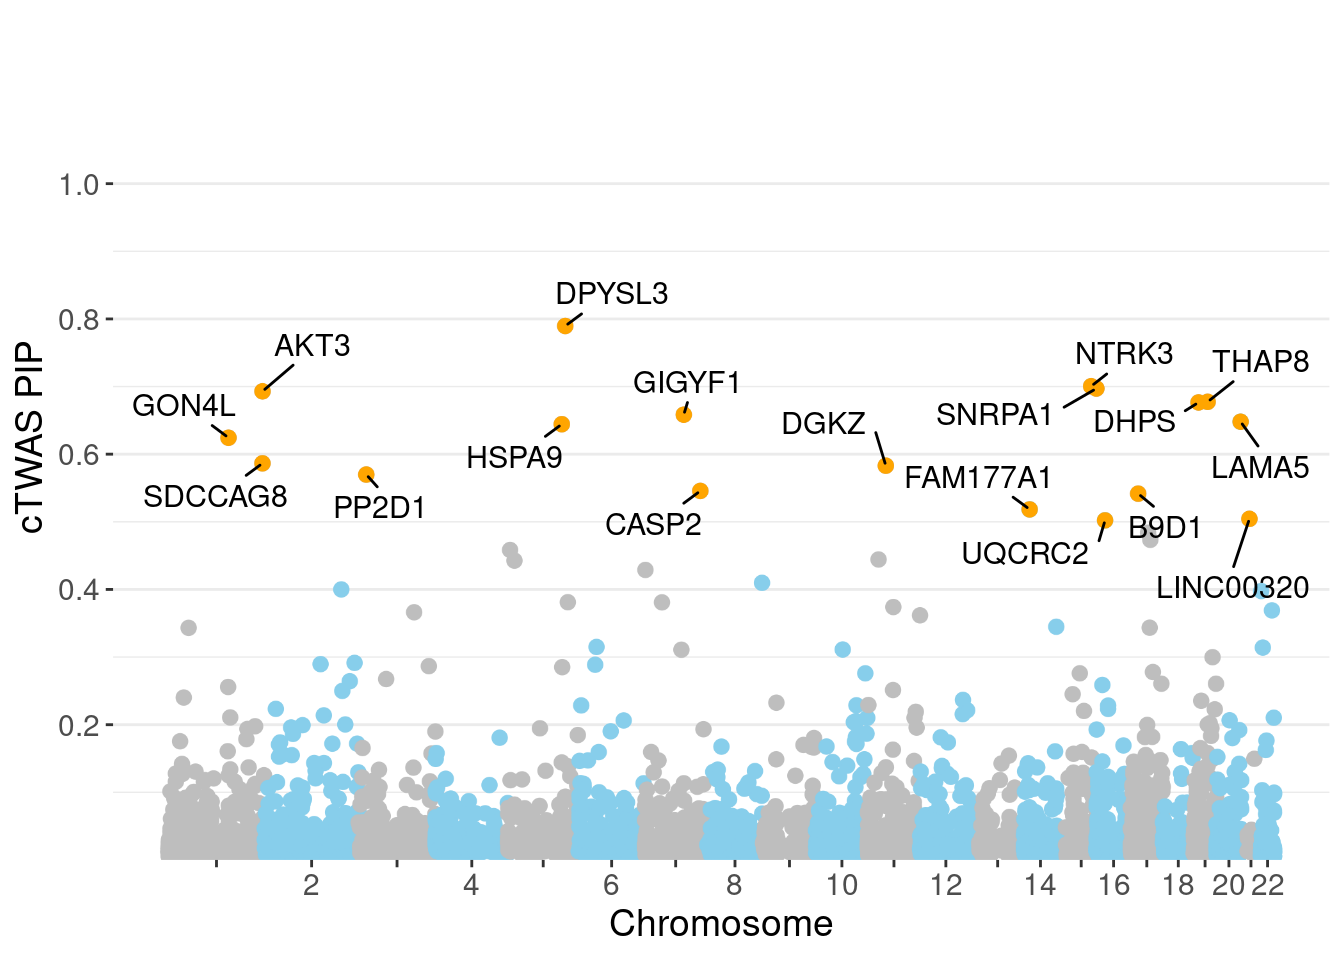 cTWAS PIP
1.0
0.8
0.6
0.4
0.2
DPYSL3
AKT3
NTRK3
THAP8
GIGYF1
GON4L
SNRPA1
DHPS
DGKZ
HSPA9
LAMA5
FAM177A1
SDCCAG8
PP2D1
CASP2
B9D1
UQCRC2
LINC00320
2 4 6 8 10 12 14 16 18 20 22
Chromosome